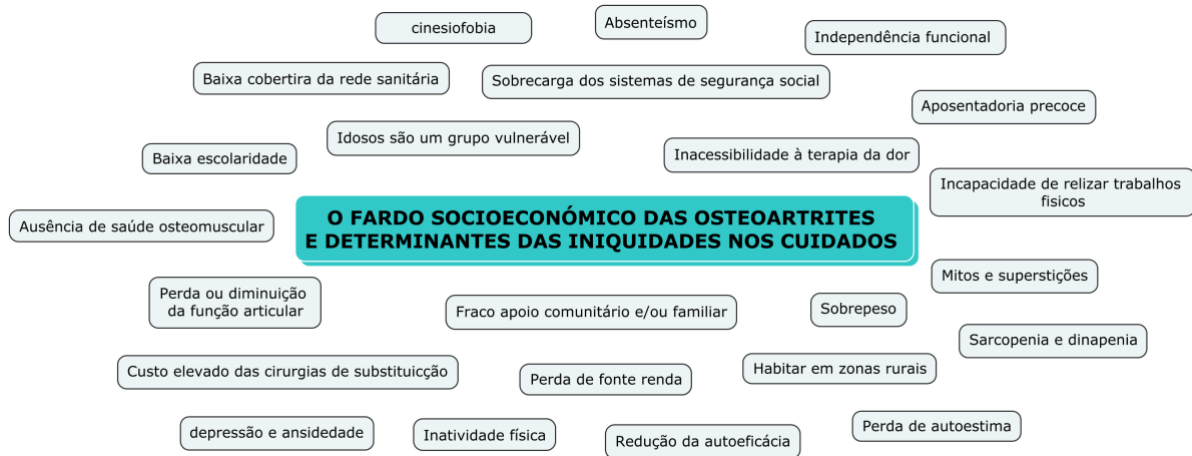 cinesiofobia
Absenteísmo
Independência funcional
Baixa cobertira da rede sanitária
Sobrecarga dos sistemas de segurança social
Aposentadoria precoce
Idosos são um grupo vulnerável
Baixa escolaridade
Inacessibilidade à terapia da dor
Incapacidade de relizar trabalhos
fisicos
Ausência de saúde osteomuscular
O FARDO SOCIOECONÓMICO DAS OSTEOARTRITES
E DETERMINANTES DAS INIQUIDADES NOS CUIDADOS
Mitos e superstições
Perda ou diminuição
da função articular
Fraco apoio comunitário e/ou familiar
Sobrepeso
Sarcopenia e dinapenia
Custo elevado das cirurgias de substituicção
Perda de fonte renda
Habitar em zonas rurais
depressão e ansidedade
Inatividade física
Redução da autoeficácia
Perda de autoestima